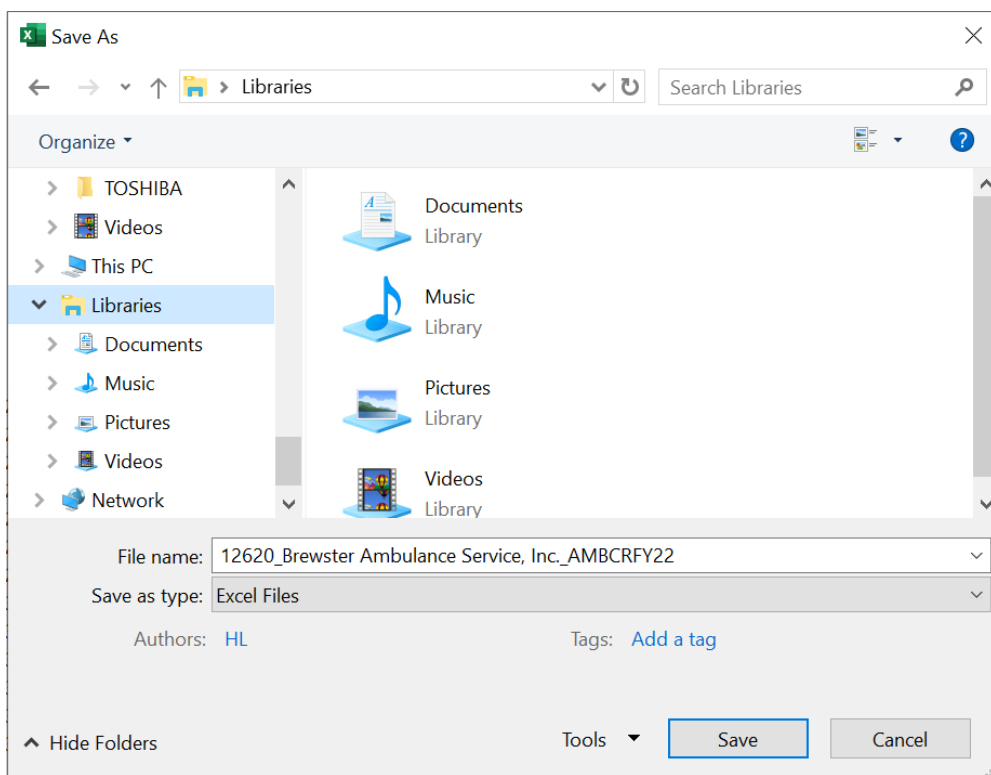 Save As
Libraries
Search Libraries
Organize
TOSHIBA
Videos
This PC
Libraries
Documents
Music
Pictures
Videos
Network
Documents
Library
Music
Library
Pictures
Library
Videos
Library
File name: 12620_Brewster Ambulance Service, Inc._AMBCRFY22
Save as type: Excel Files
Authors: HL Tags: Add a tag
Hide Folders Tools Save Cancel